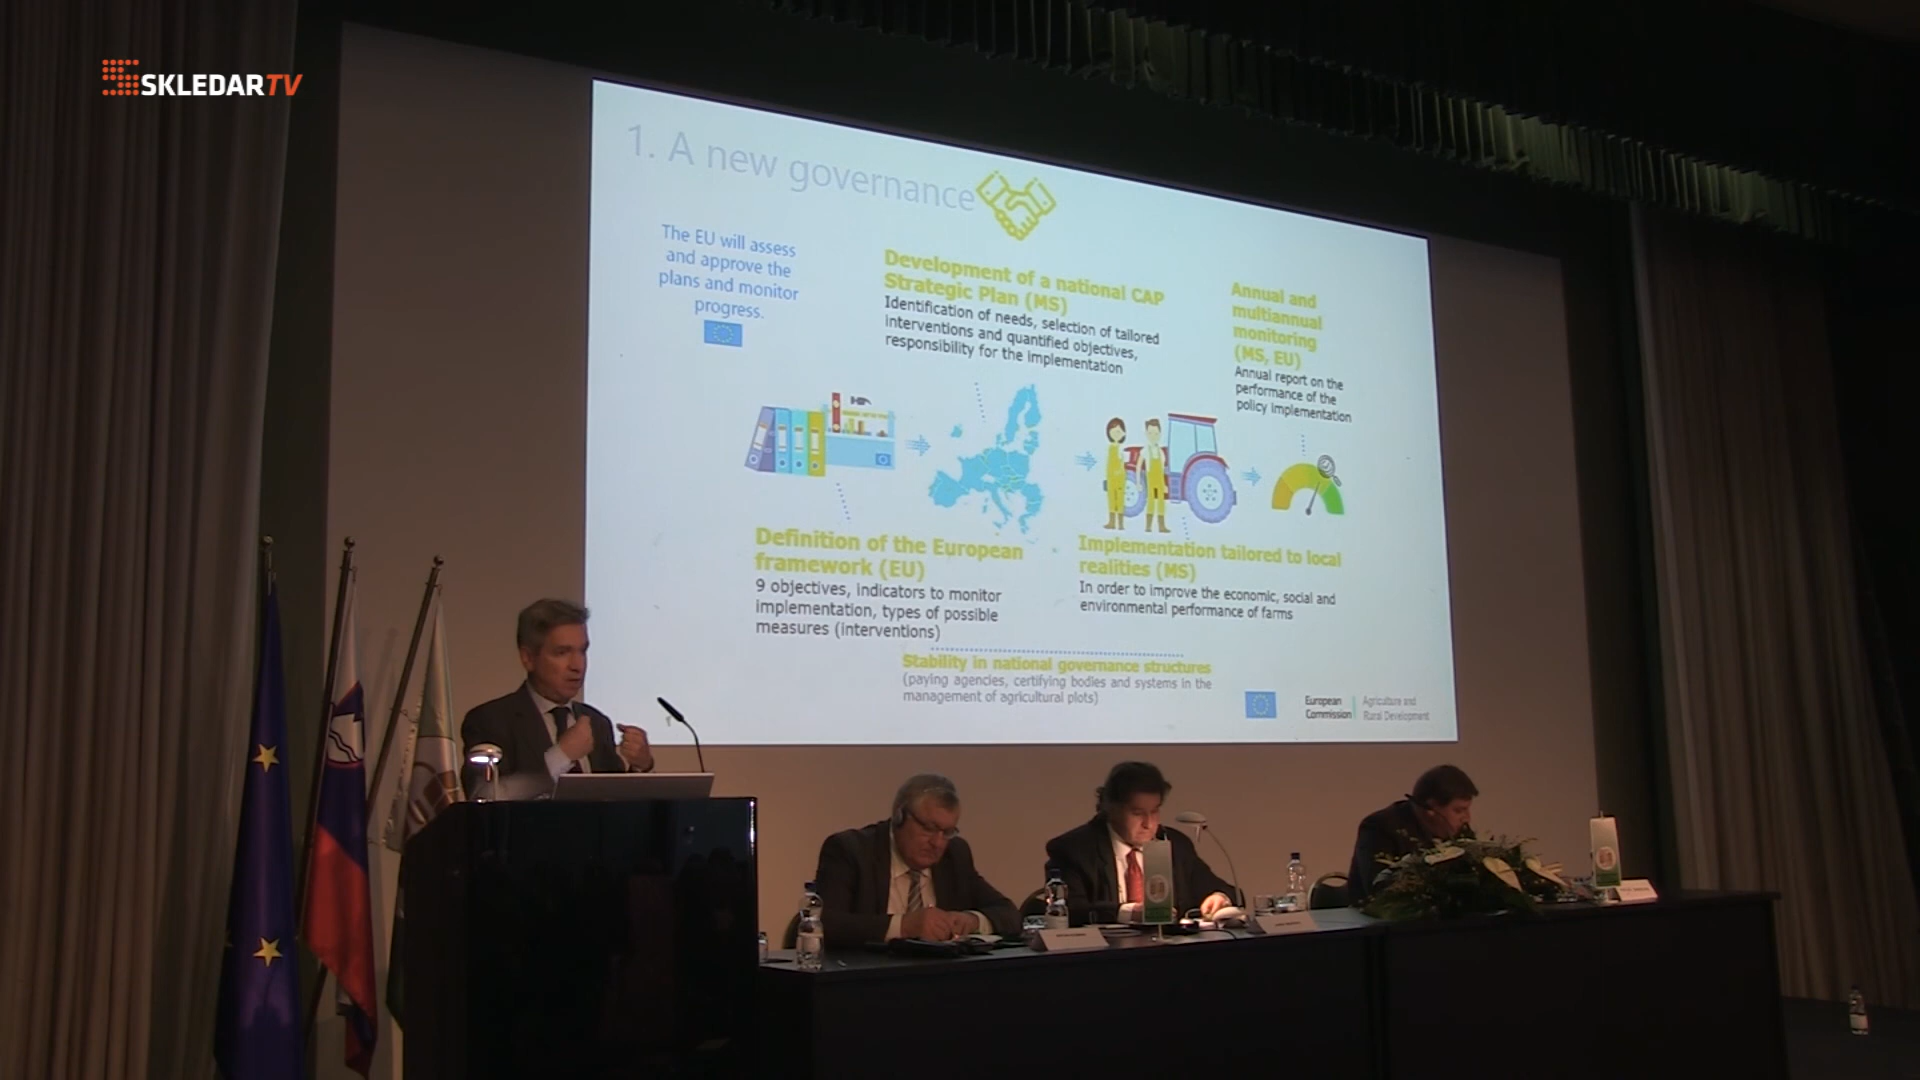 SKLEDARTV
1. A new governance
The EU will assess
and approve the
plans and monitor
progress.
Development of a national CAP
Strategic Plan (MS)
Identification of needs, selection of tailored
interventions and quantified objectives,
responsibility for the implementation
Annual and
multiannual
monitoring
(MS, EU)
Annual report on the
performance of the
policy implementation
Definition of the European
framework (EU)
9 objectives, indicators to monitor
implementation, types of possible
measures (interventions)
Implementation tailored to local
realities (MS)
In order to improve the economic, social and
environmental performance of farms
Stability in national governance structures
(paying agencies, certifying bodies and systems in the
management of agricultural plots)
European
Commission
Agriculture and
Rural Development